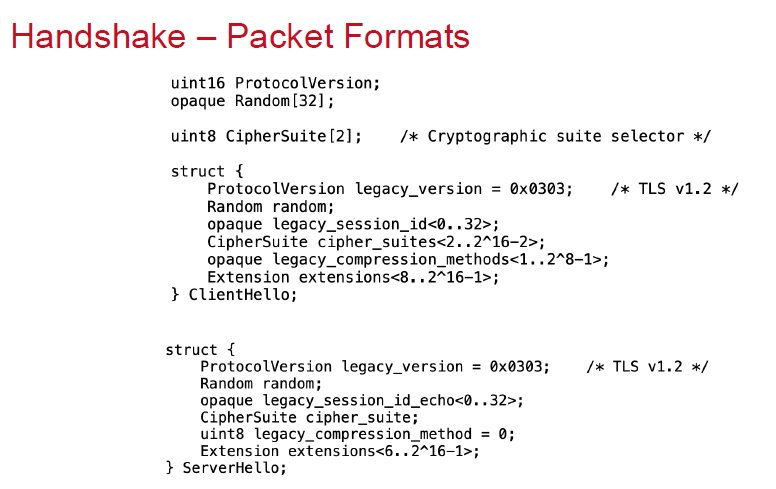 Handshake – Packet Formats
uint16 ProtocolVersion;
opaque Random[32];
uint8 CipherSuite[2];    /* Cryptographic suite selector */
struct {
    ProtocolVersion legacy_version = 0x0303;    /* TLS v1.2 */
    Random random;
    opaque legacy_session_id<0..32>;
    CipherSuite cipher_suites<2..2^16-2>;
    opaque legacy_compression_methods<1..2^8-1>;
    Extension extensions<8..2^16-1>;
} ClientHello;
struct {
    ProtocolVersion legacy_version = 0x0303;    /* TLS v1.2 */
    Random random;
    opaque legacy_session_id_echo<0..32>;
    CipherSuite cipher_suite;
    uint8 legacy_compression_method = 0;
    Extension extensions<6..2^16-1>;
} ServerHello;